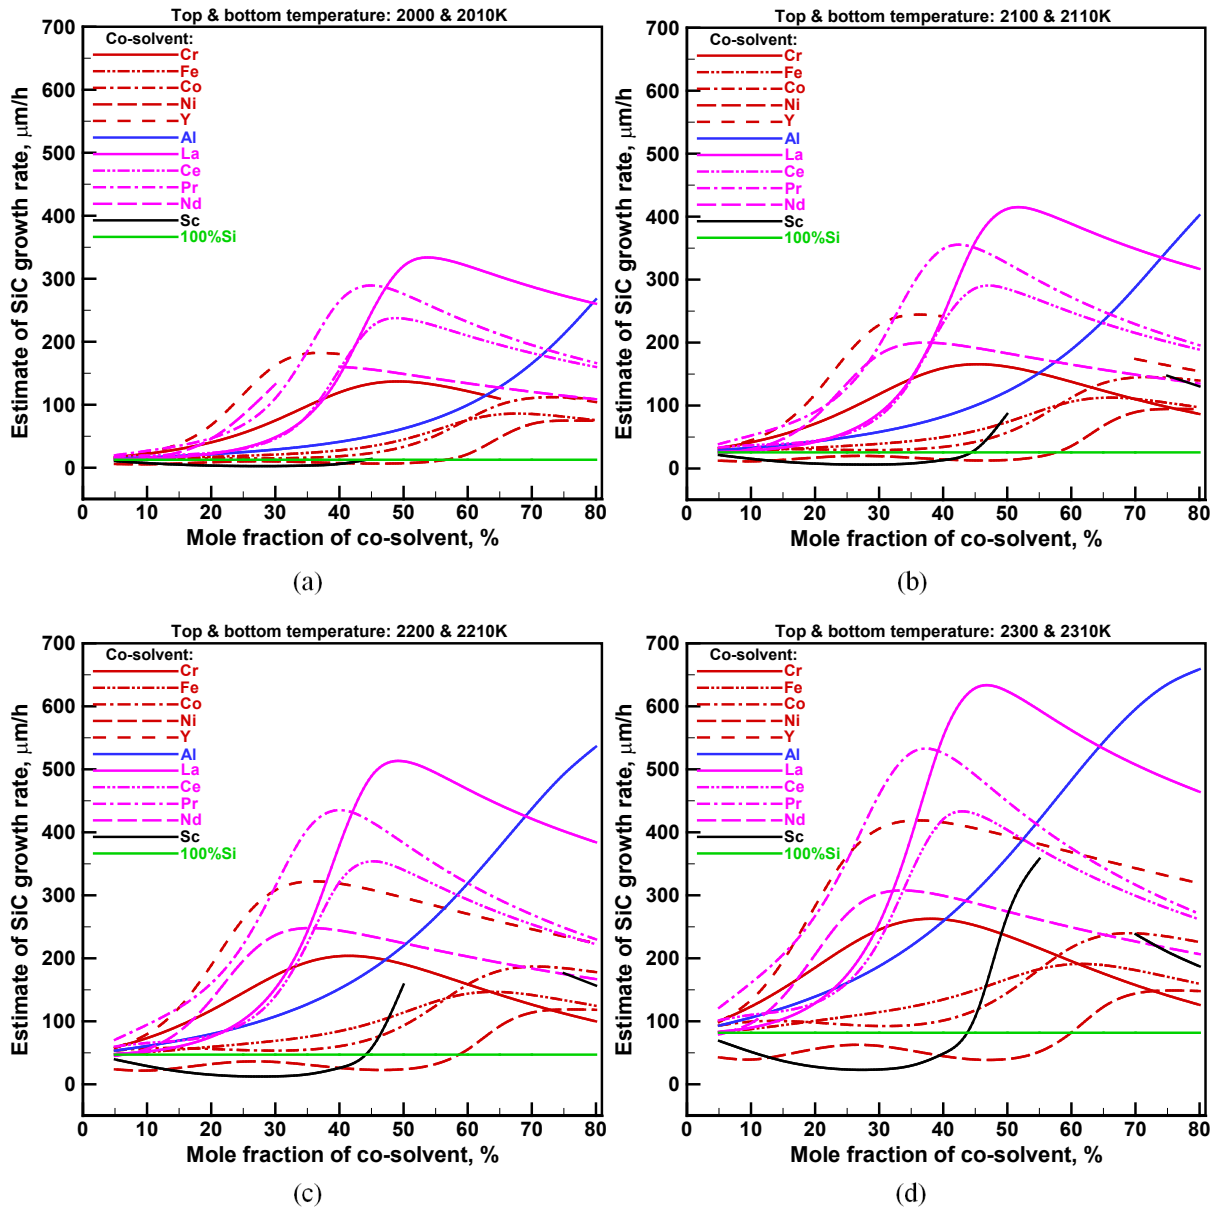 Top & bottom temperature: 2000 & 2010K
700
600
500
400
300
200
100
0
Estimate of SiC growth rate, μm/h
Co-solvent:
Cr
Fe
Co
Ni
Y
Al
La
Ce
Pr
Nd
Sc
100%Si
0 10 20 30 40 50 60 70 80
Mole fraction of co-solvent, %
(a)
Top & bottom temperature: 2100 & 2110K
700
600
500
400
300
200
100
0
Estimate of SiC growth rate, μm/h
Co-solvent:
Cr
Fe
Co
Ni
Y
Al
La
Ce
Pr
Nd
Sc
100%Si
0 10 20 30 40 50 60 70 80
Mole fraction of co-solvent, %
(b)
Top & bottom temperature: 2200 & 2210K
700
600
500
400
300
200
100
0
Estimate of SiC growth rate, μm/h
Co-solvent:
Cr
Fe
Co
Ni
Y
Al
La
Ce
Pr
Nd
Sc
100%Si
0 10 20 30 40 50 60 70 80
Mole fraction of co-solvent, %
(c)
Top & bottom temperature: 2300 & 2310K
700
600
500
400
300
200
100
0
Estimate of SiC growth rate, μm/h
Co-solvent:
Cr
Fe
Co
Ni
Y
Al
La
Ce
Pr
Nd
Sc
100%Si
0 10 20 30 40 50 60 70 80
Mole fraction of co-solvent, %
(d)